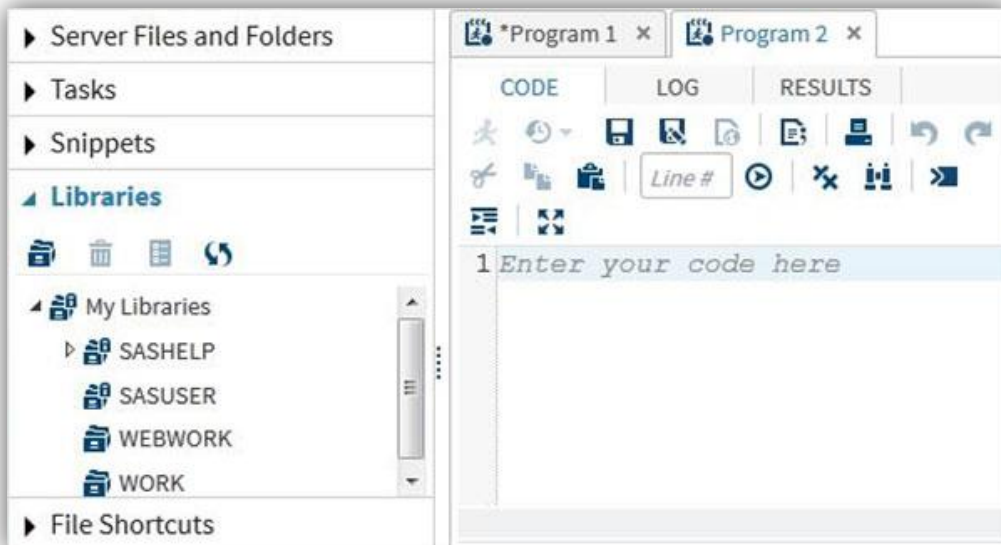 Server Files and Folders
Tasks
Snippets
Libraries
My Libraries
SASHELP
SASUSER
WEBWORK
WORK
File Shortcuts
*Program 1 × Program 2 ×
CODE LOG RESULTS
Line #
1 Enter your code here